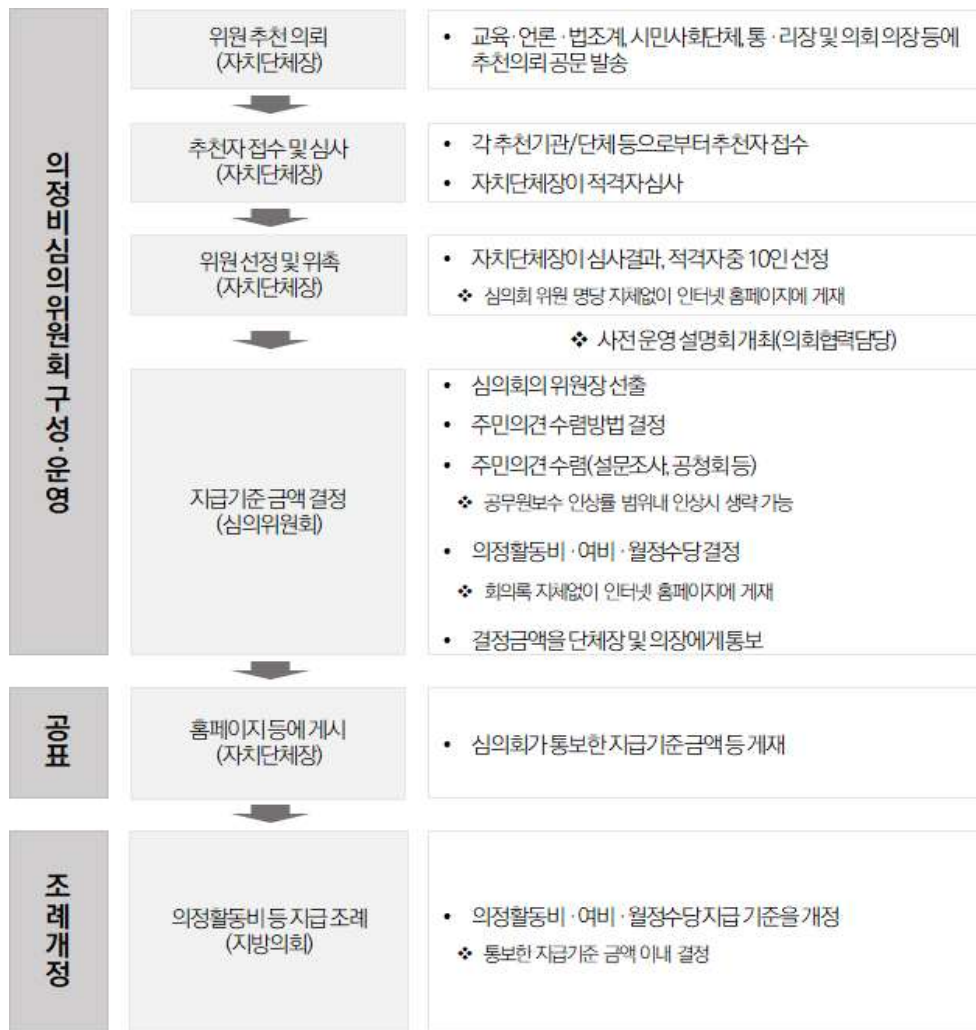 의정비심의위원회 구성·운영
위원 추천 의뢰
(자치단체장)
• 교육·언론·법조계, 시민사회단체, 통·리장 및 의회 의장 등에
추천의뢰 공문 발송
추천자 접수 및 심사
(자치단체장)
• 각 추천기관/단체 등으로부터 추천자 접수
• 자치단체장이 적격자 심사
위원 선정 및 위촉
(자치단체장)
• 자치단체장이 심사결과, 적격자 중 10인 선정
❖ 심의회 위원 명당 지체없이 인터넷 홈페이지에 게재
❖ 사전 운영 설명회 개최(의회협력담당)
지급기준 금액 결정
(심의위원회)
• 심의회의 위원장 선출
• 주민의견 수렴방법 결정
• 주민의견 수렴(설문조사, 공청회 등)
❖ 공무원보수 인상률 범위내 인상시 생략 가능
• 의정활동비·여비·월정수당 결정
❖ 회의록 지체없이 인터넷 홈페이지에 게재
• 결정금액을 단체장 및 의장에게 통보
공표
홈페이지 등에 게시
(자치단체장)
• 심의회가 통보한 지급기준 금액 등 게재
조례개정
의정활동비 등 지급 조례
(지방의회)
• 의정활동비·여비·월정수당 지급 기준을 개정
❖ 통보한 지급기준 금액 이내 결정